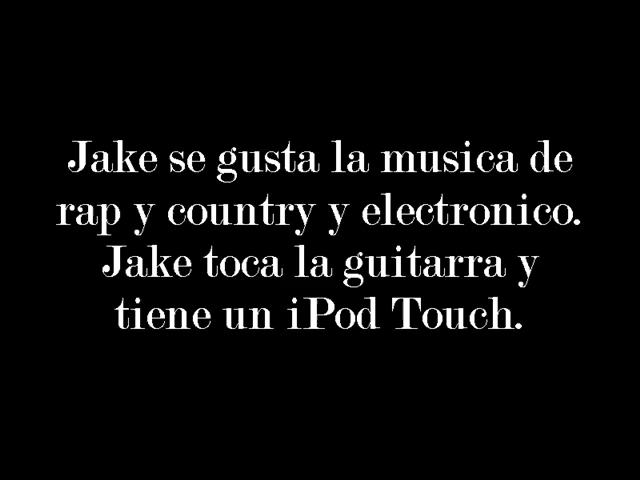 Jake se gusta la musica de
rap y country y electronico.
Jake toca la guitarra y
tiene un iPod Touch.